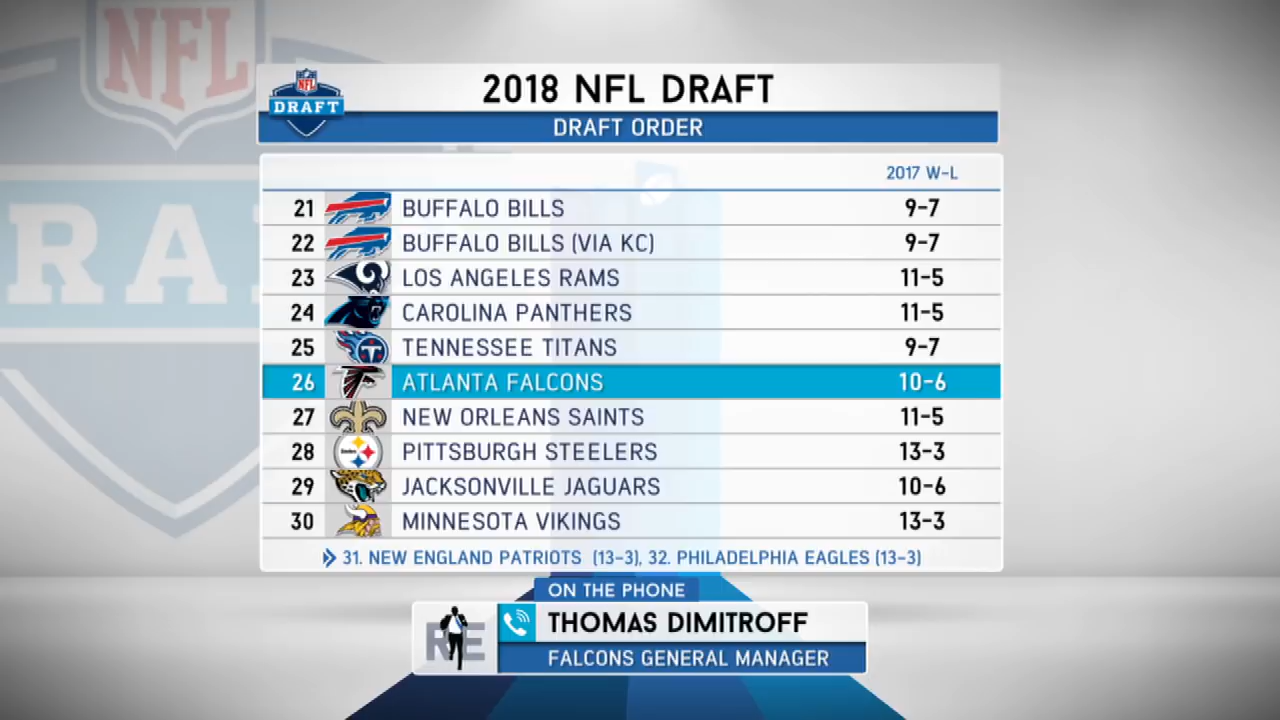 NFL
DRAFT
2018 NFL DRAFT
DRAFT ORDER
2017 W-L
21 BUFFALO BILLS 9-7
22 BUFFALO BILLS (VIA KC) 9-7
23 LOS ANGELES RAMS 11-5
24 CAROLINA PANTHERS 11-5
25 TENNESSEE TITANS 9-7
26 ATLANTA FALCONS 10-6
27 NEW ORLEANS SAINTS 11-5
28 PITTSBURGH STEELERS 13-3
29 JACKSONVILLE JAGUARS 10-6
30 MINNESOTA VIKINGS 13-3
31. NEW ENGLAND PATRIOTS (13-3), 32. PHILADELPHIA EAGLES (13-3)
ON THE PHONE
RE
THOMAS DIMITROFF
FALCONS GENERAL MANAGER
NFL
RA